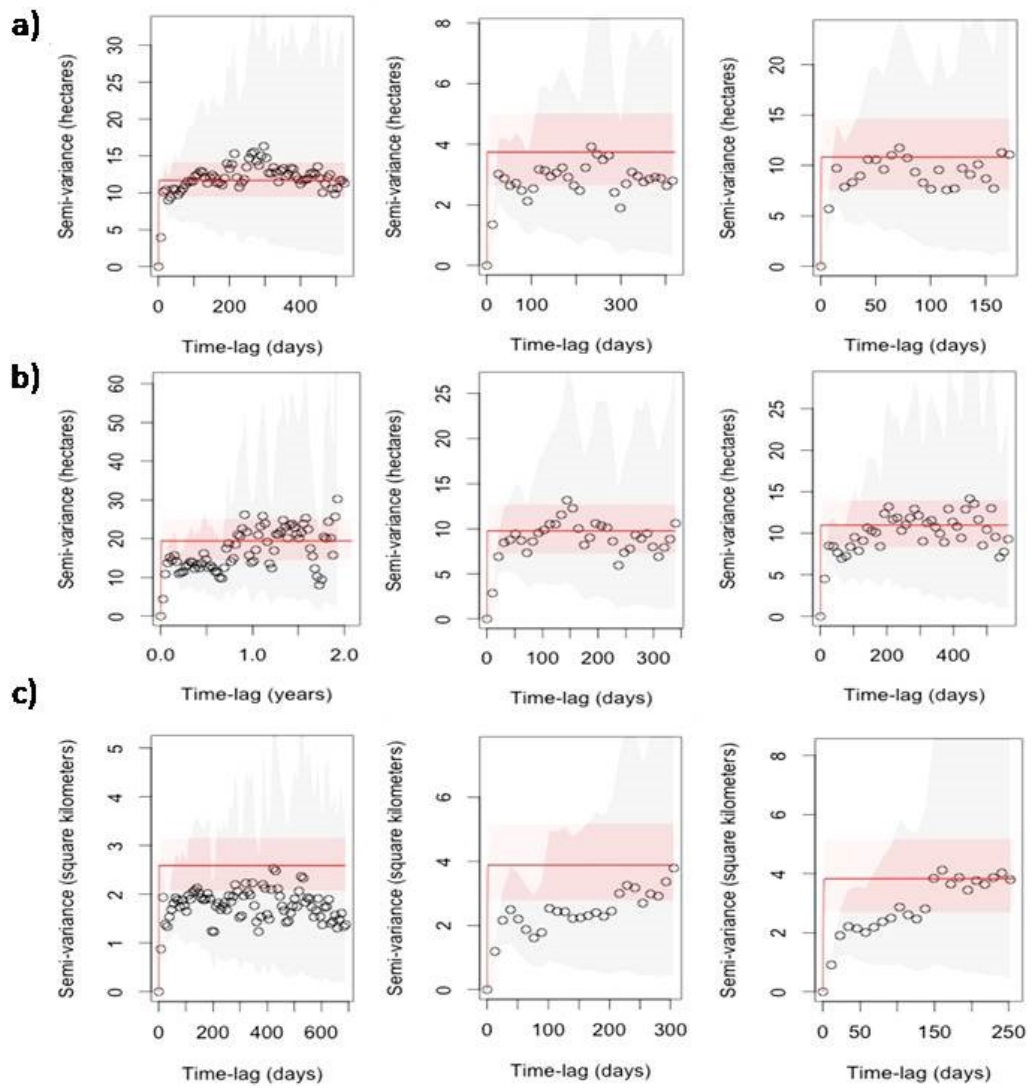 a)
Semi-variance (hectares)
0 5 10 15 20 25 30
0 200 400
Time-lag (days)
Semi-variance (hectares)
0 2 4 6 8
0 100 300
Time-lag (days)
Semi-variance (hectares)
0 5 10 15 20
0 50 100 150
Time-lag (days)
b)
Semi-variance (hectares)
0 10 20 30 40 50 60
0.0 1.0 2.0
Time-lag (years)
Semi-variance (hectares)
0 5 10 15 20 25
0 100 200 300
Time-lag (days)
Semi-variance (hectares)
0 5 10 15 20 25
0 200 400
Time-lag (days)
c)
Semi-variance (square kilometers)
0 1 2 3 4 5
0 200 400 600
Time-lag (days)
Semi-variance (square kilometers)
0 2 4 6
0 100 200 300
Time-lag (days)
Semi-variance (square kilometers)
0 2 4 6 8
0 50 150 250
Time-lag (days)